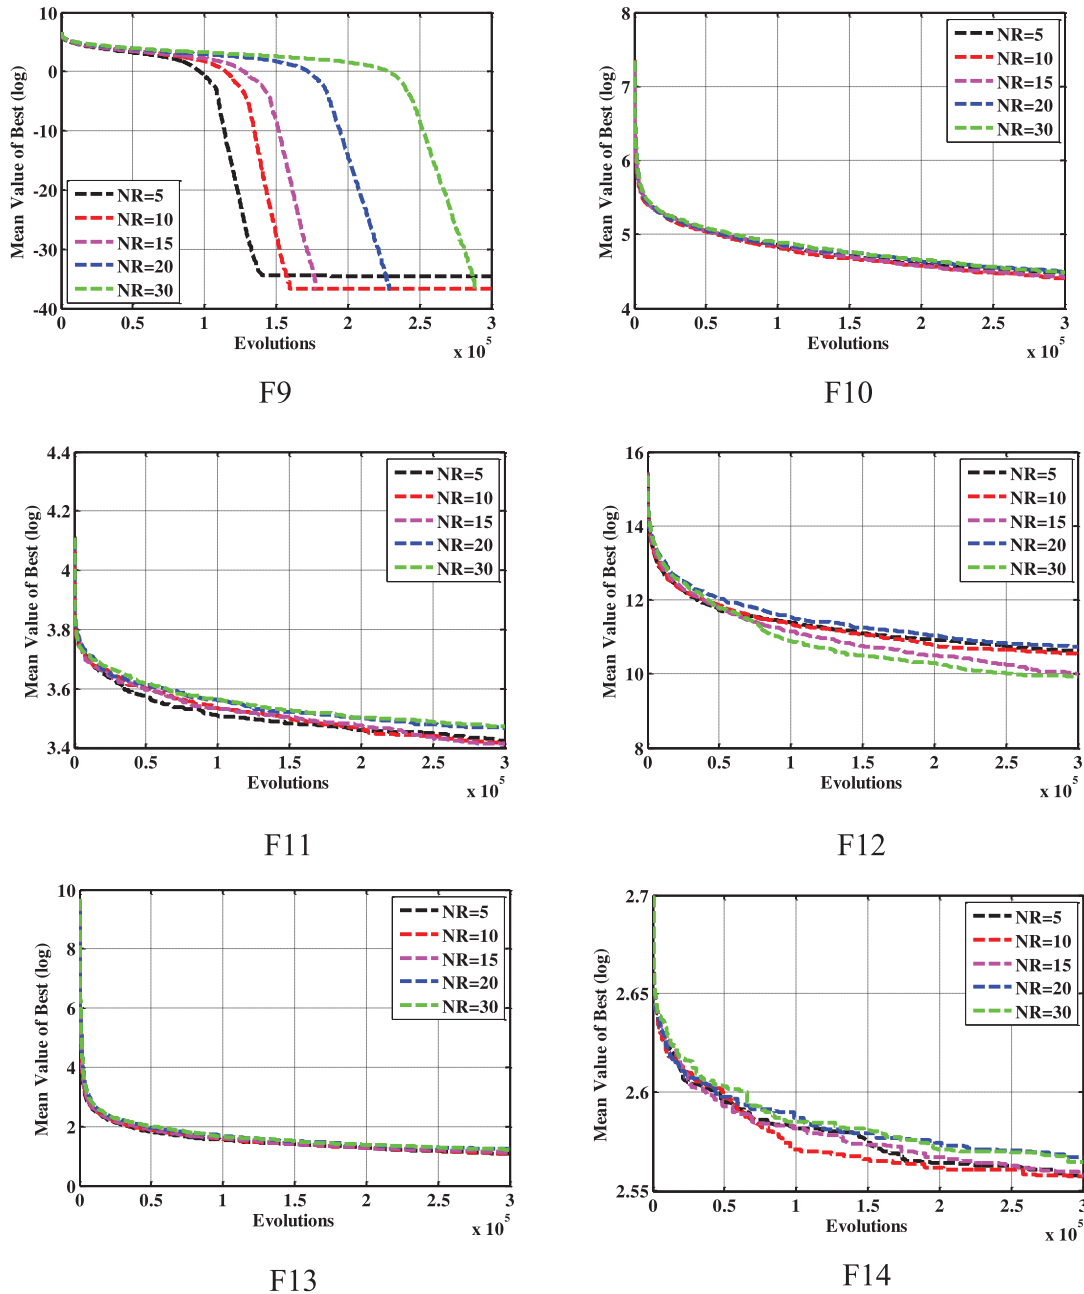 10
0
-10
-20
-30
-40
Mean Value of Best (log)
NR=5
NR=10
NR=15
NR=20
NR=30
0 0.5 1 1.5 2 2.5 3
Evolutions
x 10^5
F9
8
7
6
5
4
Mean Value of Best (log)
NR=5
NR=10
NR=15
NR=20
NR=30
0 0.5 1 1.5 2 2.5 3
Evolutions
x 10^5
F10
4.4
4.2
4
3.8
3.6
3.4
Mean Value of Best (log)
NR=5
NR=10
NR=15
NR=20
NR=30
0 0.5 1 1.5 2 2.5 3
Evolutions
x 10^5
F11
16
14
12
10
8
Mean Value of Best (log)
NR=5
NR=10
NR=15
NR=20
NR=30
0 0.5 1 1.5 2 2.5 3
Evolutions
x 10^5
F12
10
8
6
4
2
0
Mean Value of Best (log)
NR=5
NR=10
NR=15
NR=20
NR=30
0 0.5 1 1.5 2 2.5 3
Evolutions
x 10^5
F13
2.7
2.65
2.6
2.55
Mean Value of Best (log)
NR=5
NR=10
NR=15
NR=20
NR=30
0 0.5 1 1.5 2 2.5 3
Evolutions
x 10^5
F14